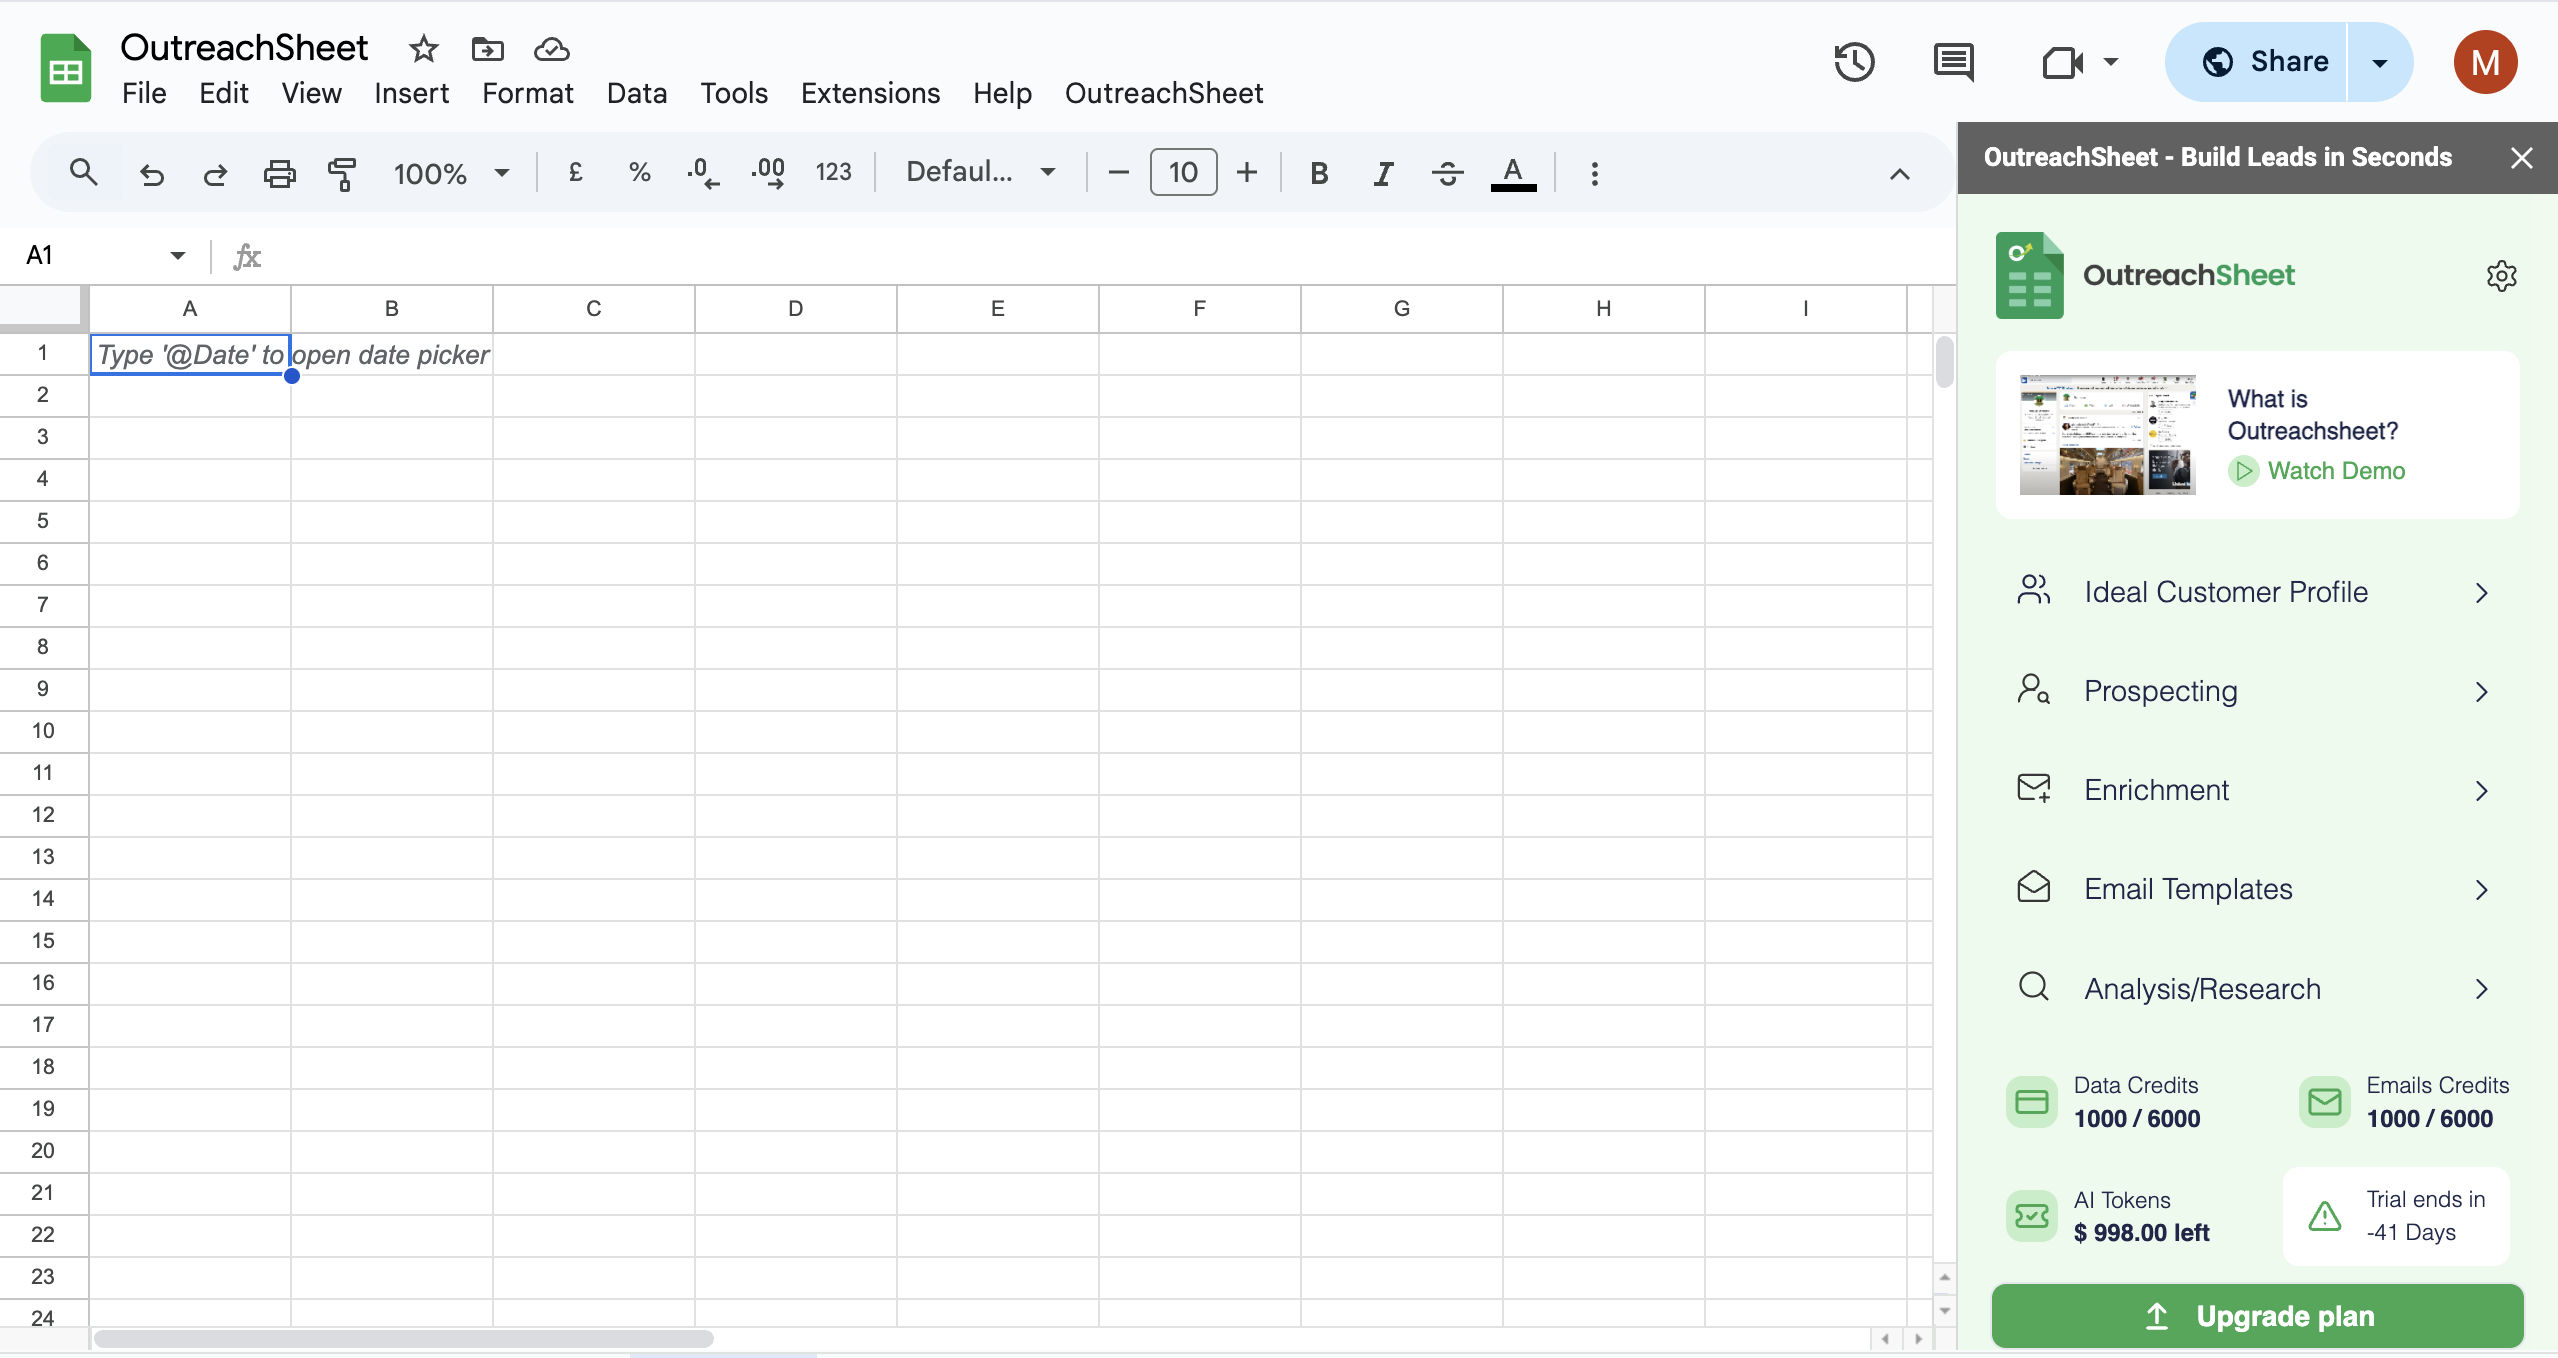 OutreachSheet
File Edit View Insert Format Data Tools Extensions Help OutreachSheet
Share
M
100% £ % .0 .00 123 Defaul... 10 B I A
A1 fx
A B C D E F G H I
1 Type '@Date' to open date picker
2
3
4
5
6
7
8
9
10
11
12
13
14
15
16
17
18
19
20
21
22
23
24
OutreachSheet - Build Leads in Seconds
OutreachSheet
What is
Outreachsheet?
Watch Demo
Ideal Customer Profile
Prospecting
Enrichment
Email Templates
Analysis/Research
Data Credits
1000 / 6000
Emails Credits
1000 / 6000
AI Tokens
$ 998.00 left
Trial ends in
-41 Days
Upgrade plan